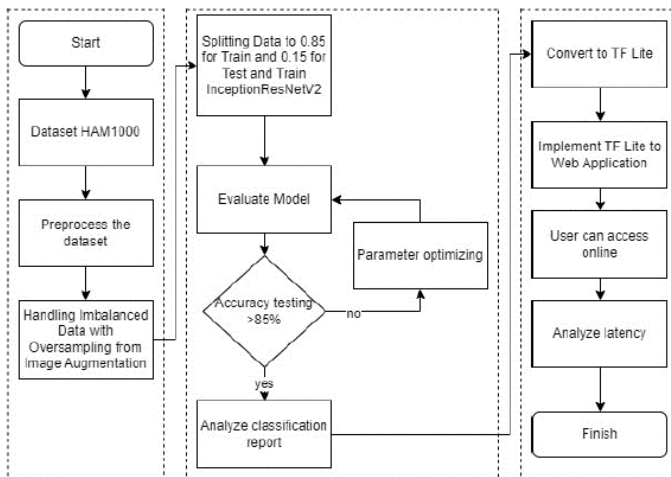 Start
Dataset HAM1000
Preprocess the
dataset
Handling Imbalanced
Data with
Oversampling from
Image Augmentation
Splitting Data to 0.85
for Train and 0.15 for
Test and Train
InceptionResNetV2
Evaluate Model
Parameter optimizing
Accuracy testing
>85%
no
yes
Analyze classification
report
Convert to TF Lite
Implement TF Lite to
Web Application
User can access
online
Analyze latency
Finish